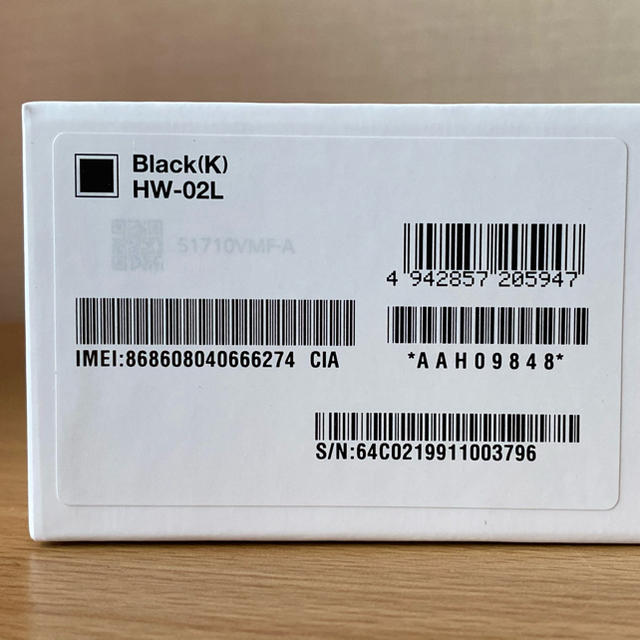 Black(K)
HW-02L
51710VMF-A
4 942857 205947
IMEI:868608040666274 CIA
*AAH09848*
S/N:64C0219911003796